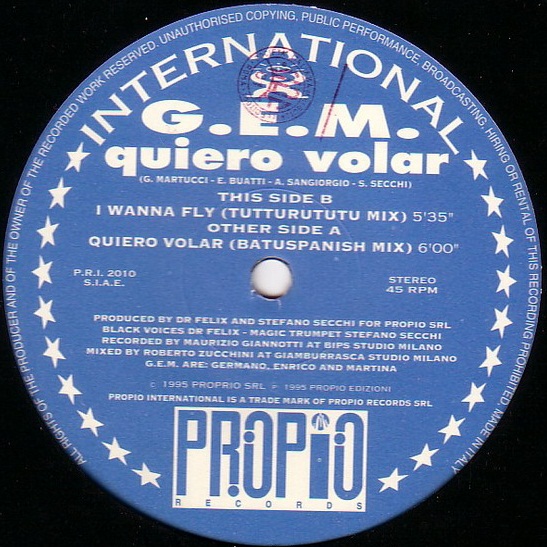 ALL RIGHTS OF THE PRODUCER AND OF THE OWNER OF THE RECORDED WORK RESERVED. UNAUTHORISED COPYING, PUBLIC PERFORMANCE, BROADCASTING, HIRING OR RENTAL OF THIS RECORDING PROHIBITED. MADE IN ITALY
INTERNATIONAL
G.E.M.
quiero volar
(G. MARTUCCI - E. BUATTI - A. SANGIORGIO - S. SECCHI)
THIS SIDE B
I WANNA FLY (TUTTURUTUTU MIX) 5'35"
OTHER SIDE A
QUIERO VOLAR (BATUSPANISH MIX) 6'00"
P.R.I. 2010
S.I.A.E.
STEREO
45 RPM
PRODUCED BY DR FELIX AND STEFANO SECCHI FOR PROPIO SRL
BLACK VOICES DR FELIX - MAGIC TRUMPET STEFANO SECCHI
RECORDED BY MAURIZIO GIANNOTTI AT BIPS STUDIO MILANO
MIXED BY ROBERTO ZUCCHINI AT GIAMBURRASCA STUDIO MILANO
G.E.M. ARE: GERMANO, ENRICO AND MARTINA
© 1995 PROPRIO SRL ℗ 1995 PROPIO EDIZIONI
PROPIO INTERNATIONAL IS A TRADE MARK OF PROPIO RECORDS SRL
PROPIO
RECORDS